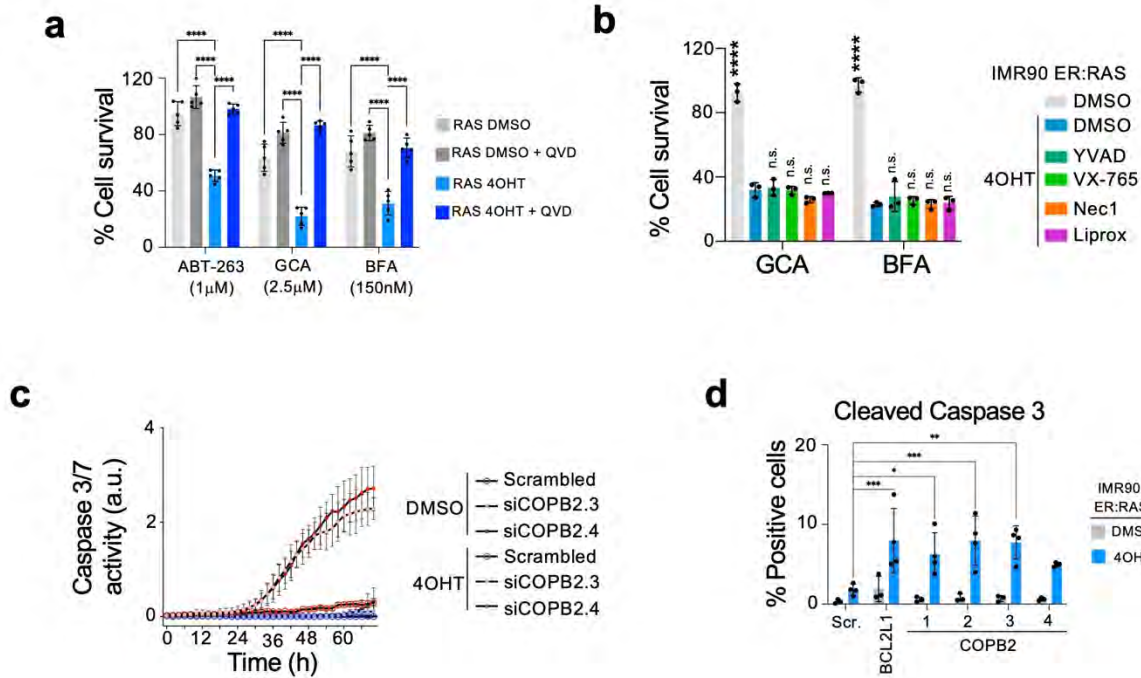 a
****
****
****
****
****
****
****
****
****
120
80
40
0
% Cell survival
ABT-263
(1µM)
GCA
(2.5µM)
BFA
(150nM)
RAS DMSO
RAS DMSO + QVD
RAS 4OHT
RAS 4OHT + QVD
b
****
****
120
80
40
0
% Cell survival
n.s.
n.s.
n.s.
n.s.
n.s.
n.s.
n.s.
n.s.
GCA
BFA
IMR90 ER:RAS
DMSO
4OHT
DMSO
YVAD
VX-765
Nec1
Liprox
c
4
2
0
Caspase 3/7
activity (a.u.)
0
12
24
36
48
60
Time (h)
DMSO
Scrambled
siCOPB2.3
siCOPB2.4
4OHT
Scrambled
siCOPB2.3
siCOPB2.4
d
Cleaved Caspase 3
20
10
0
% Positive cells
**
***
*
***
Scr.
BCL2L1
1
2
3
4
COPB2
IMR90
ER:RAS
DMS
4OH